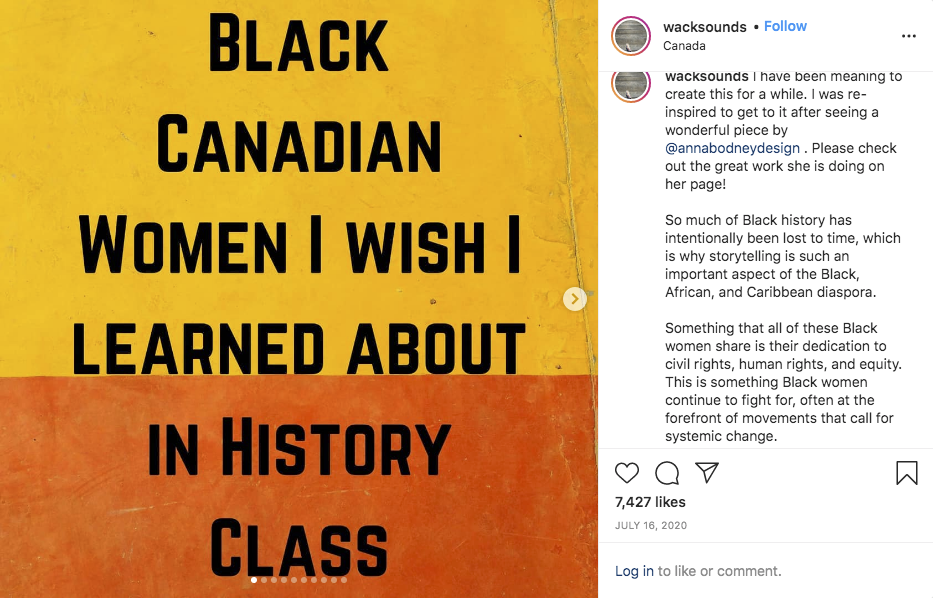 BLACK
CANADIAN
WOMEN I WISH I
LEARNED ABOUT
IN HISTORY
CLASS
wacksounds • Follow
Canada
wacksounds I have been meaning to
create this for a while. I was re-
inspired to get to it after seeing a
wonderful piece by
@annabodneydesign . Please check
out the great work she is doing on
her page!
So much of Black history has
intentionally been lost to time, which
is why storytelling is such an
important aspect of the Black,
African, and Caribbean diaspora.
Something that all of these Black
women share is their dedication to
civil rights, human rights, and equity.
This is something Black women
continue to fight for, often at the
forefront of movements that call for
systemic change.
7,427 likes
JULY 16, 2020
Log in to like or comment.